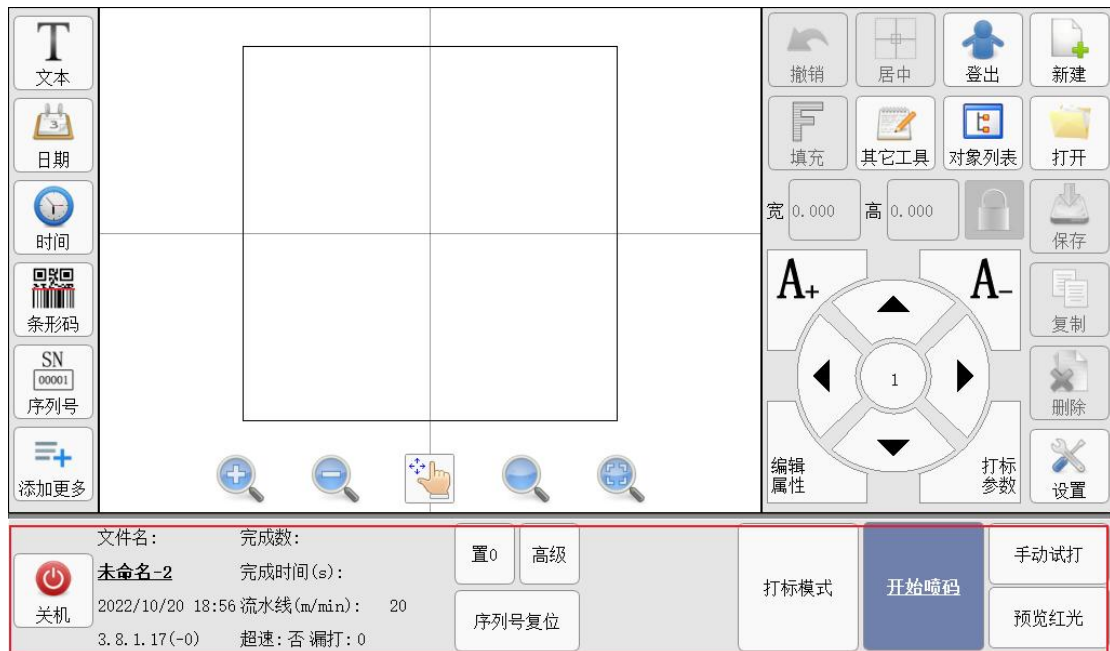 T
文本
3
日期
时间
条形码
SN
00001
序列号
添加更多
撤销
居中
登出
新建
填充
其它工具
对象列表
打开
宽 0.000 高 0.000
保存
A+
A-
复制
1
删除
编辑
属性
打标
参数
设置
关机
文件名: 完成数:
未命名-2 完成时间(s):
2022/10/20 18:56 流水线(m/min): 20
3.8.1.17(-0) 超速:否 漏打:0
置0
高级
序列号复位
打标模式
开始喷码
手动试打
预览红光